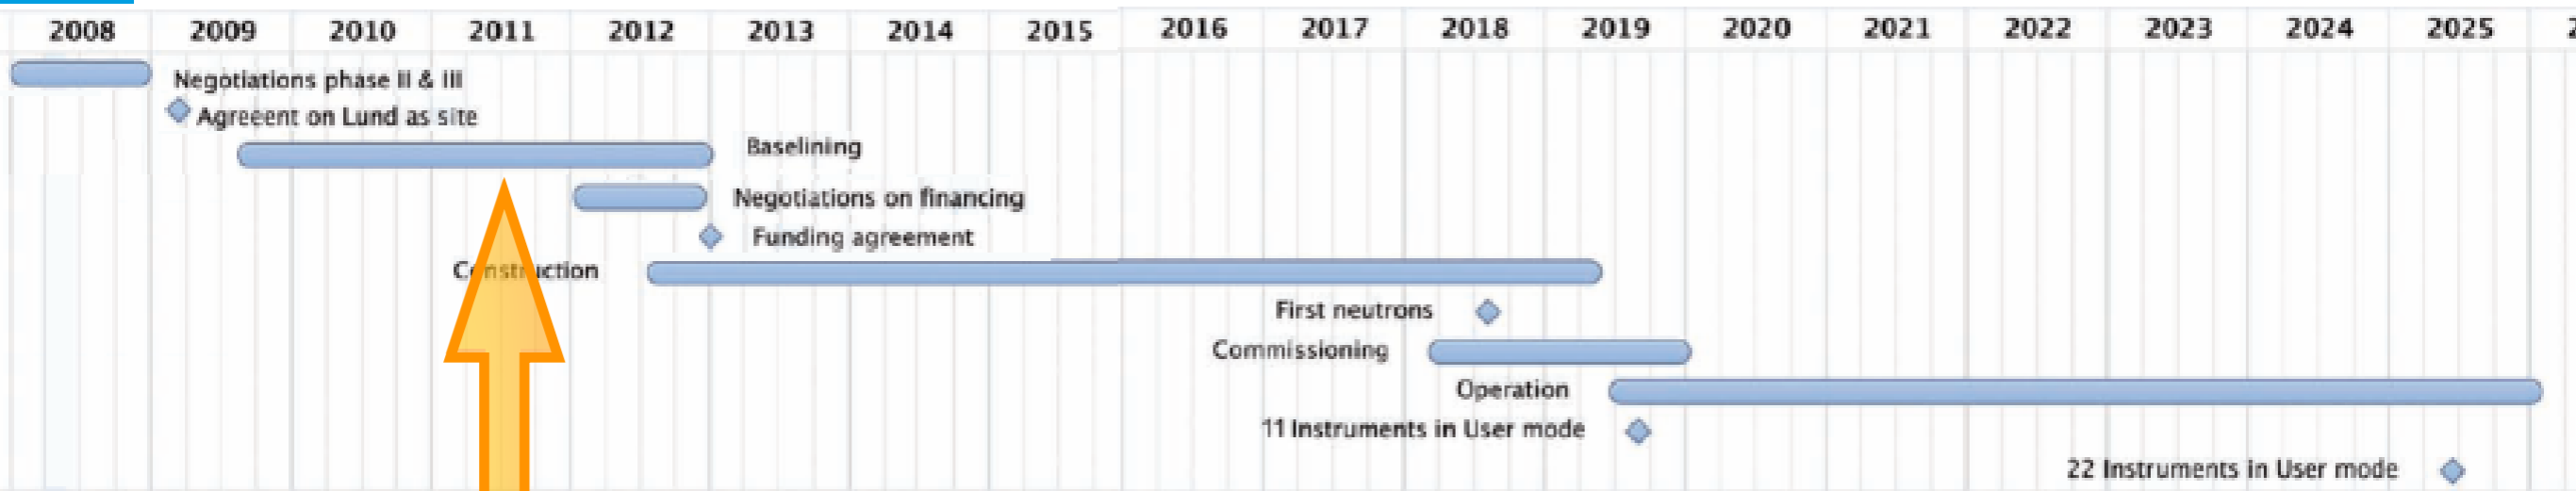 2008 2009 2010 2011 2012 2013 2014 2015 2016 2017 2018 2019 2020 2021 2022 2023 2024 2025
Negotiations phase II & III
Agreeent on Lund as site
Baselining
Negotiations on financing
Funding agreement
Construction
First neutrons
Commissioning
Operation
11 Instruments in User mode
22 Instruments in User mode